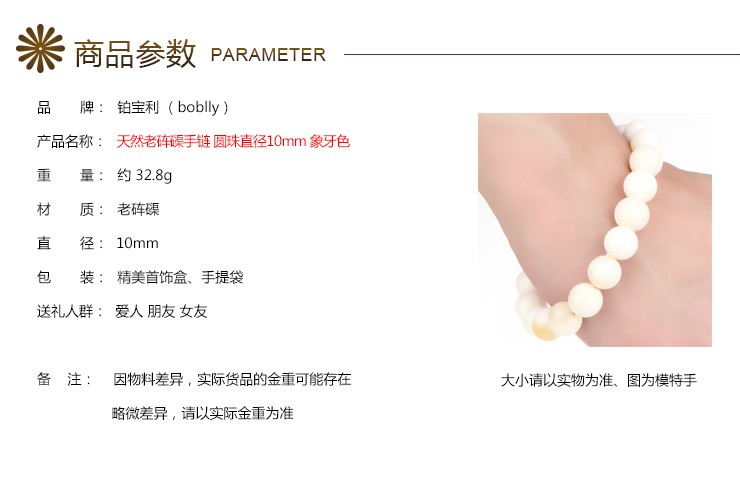 商品参数 PARAMETER
品 牌： 铂宝利（boblly）
产品名称： 天然老砗磲手链 圆珠直径10mm 象牙色
重 量： 约 32.8g
材 质： 老砗磲
直 径： 10mm
包 装： 精美首饰盒、手提袋
送礼人群： 爱人 朋友 女友
备 注： 因物料差异，实际货品的金重可能存在
略微差异，请以实际金重为准
大小请以实物为准、图为模特手